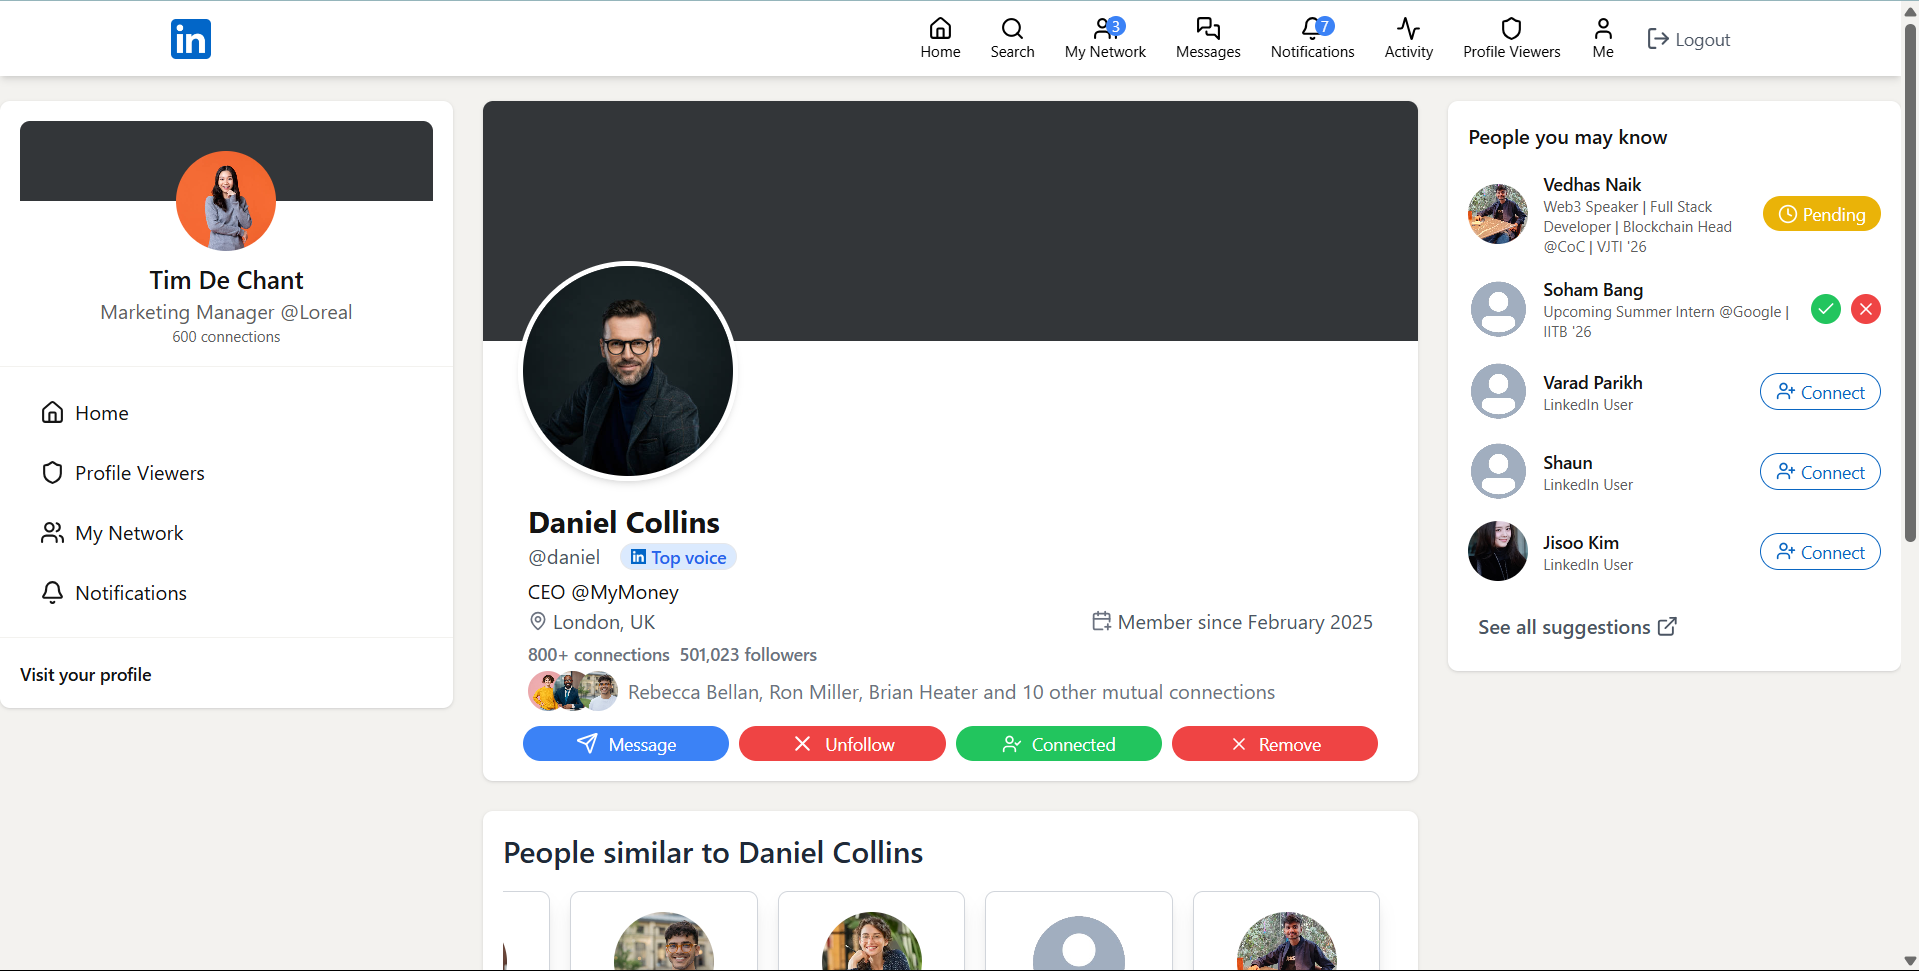 in
Home
Search
3
My Network
Messages
7
Notifications
Activity
Profile Viewers
Me
Logout
Tim De Chant
Marketing Manager @Loreal
600 connections
Home
Profile Viewers
My Network
Notifications
Visit your profile
Daniel Collins
@daniel
in Top voice
CEO @MyMoney
London, UK
Member since February 2025
800+ connections 501,023 followers
Rebecca Bellan, Ron Miller, Brian Heater and 10 other mutual connections
Message
Unfollow
Connected
Remove
People similar to Daniel Collins
People you may know
Vedhas Naik
Web3 Speaker | Full Stack
Developer | Blockchain Head
@CoC | VJTI '26
Pending
Soham Bang
Upcoming Summer Intern @Google |
IITB '26
Varad Parikh
LinkedIn User
Connect
Shaun
LinkedIn User
Connect
Jisoo Kim
LinkedIn User
Connect
See all suggestions